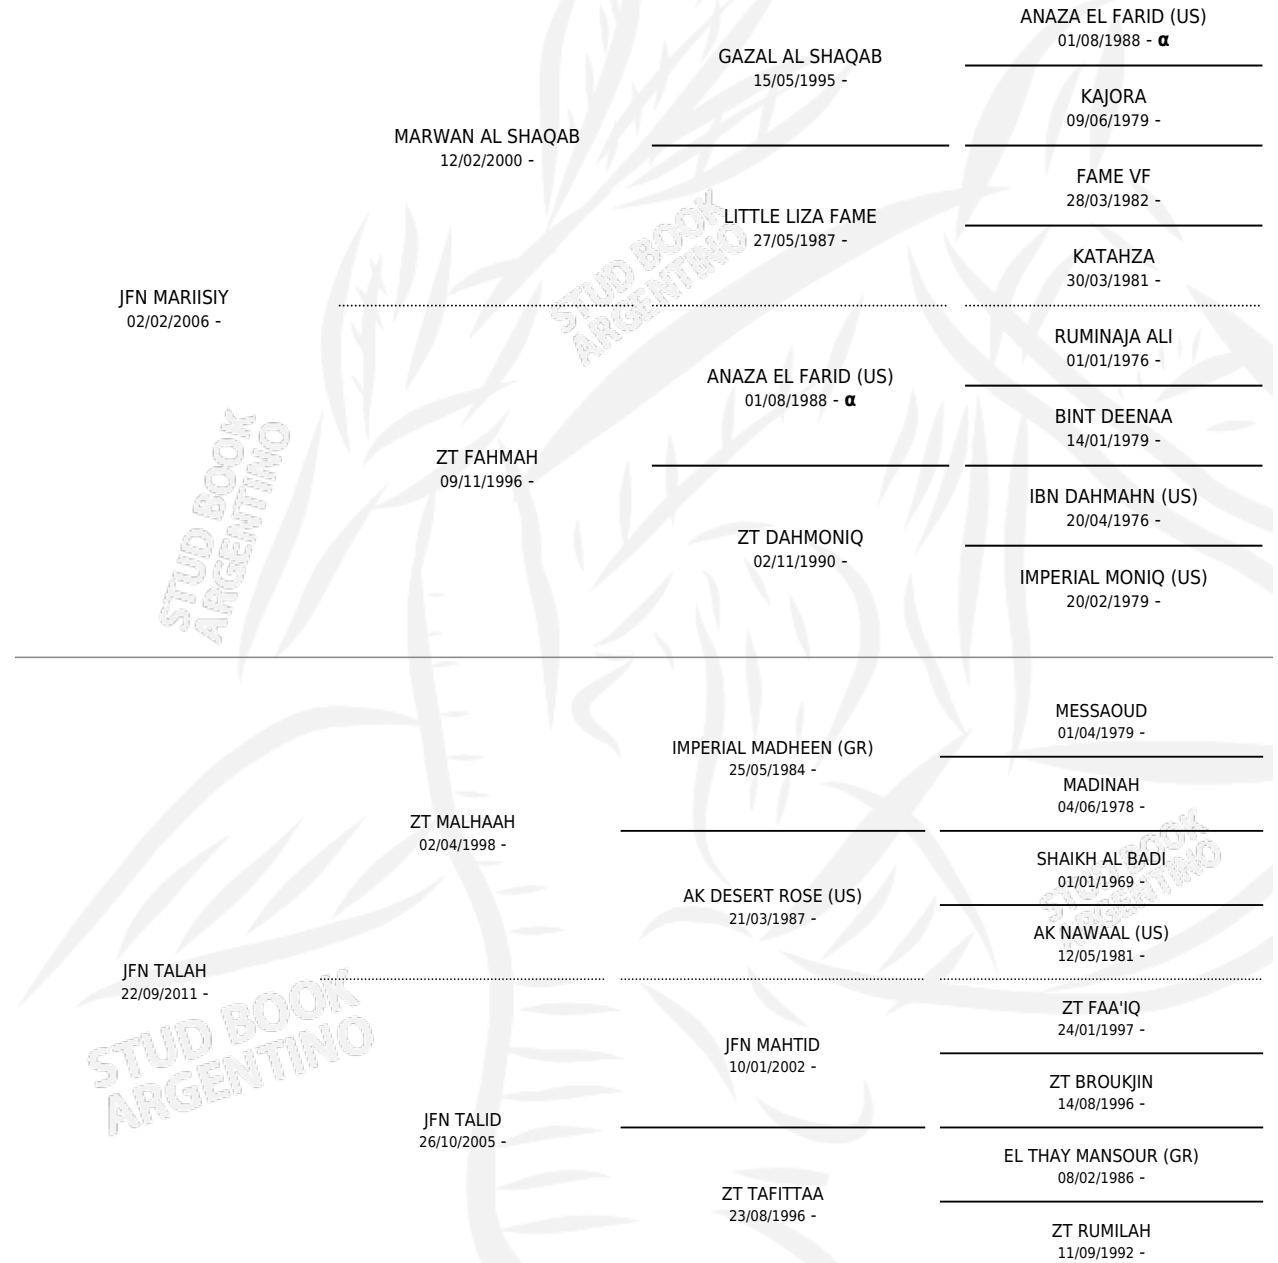 ANAZA EL FARID (US)
01/08/1988 - α
GAZAL AL SHAQAB
15/05/1995 -
KAJORA
09/06/1979 -
MARWAN AL SHAQAB
12/02/2000 -
FAME VF
28/03/1982 -
LITTLE LIZA FAME
27/05/1987 -
KATAHZA
30/03/1981 -
JFN MARIISIY
02/02/2006 -
RUMINAJA ALI
01/01/1976 -
ANAZA EL FARID (US)
01/08/1988 - α
BINT DEENAA
14/01/1979 -
ZT FAHMAH
09/11/1996 -
IBN DAHMAHN (US)
20/04/1976 -
ZT DAHMONIQ
02/11/1990 -
IMPERIAL MONIQ (US)
20/02/1979 -
MESSAOUD
01/04/1979 -
IMPERIAL MADHEEN (GR)
25/05/1984 -
MADINAH
04/06/1978 -
ZT MALHAAH
02/04/1998 -
SHAIKH AL BADI
01/01/1969 -
AK DESERT ROSE (US)
21/03/1987 -
AK NAWAAL (US)
12/05/1981 -
JFN TALAH
22/09/2011 -
ZT FAA'IQ
24/01/1997 -
JFN MAHTID
10/01/2002 -
ZT BROUKJIN
14/08/1996 -
JFN TALID
26/10/2005 -
EL THAY MANSOUR (GR)
08/02/1986 -
ZT TAFITTAA
23/08/1996 -
ZT RUMILAH
11/09/1992 -
STUD BOOK
ARGENTINO
STUD BOOK
ARGENTINO
STUD BOOK
ARGENTINO
STUD BOOK
ARGENTINO